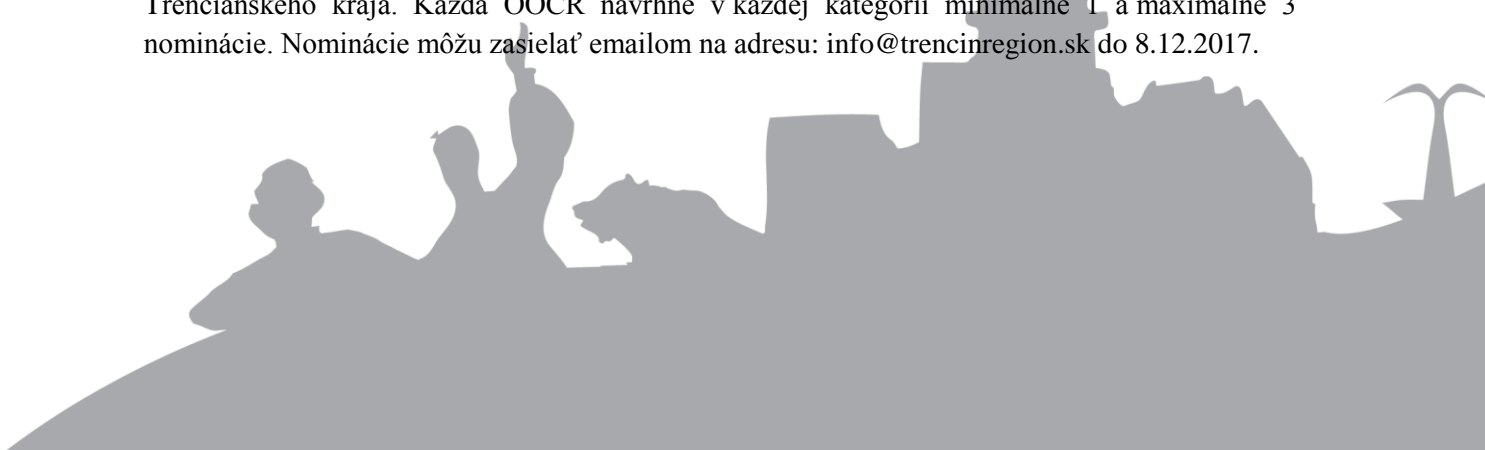 Trenčianskeho kraja. Každá OOCR navrhne v každej kategórii minimálne 1 a maximálne 3
nominácie. Nominácie môžu zasielať emailom na adresu: info@trencinregion.sk do 8.12.2017.